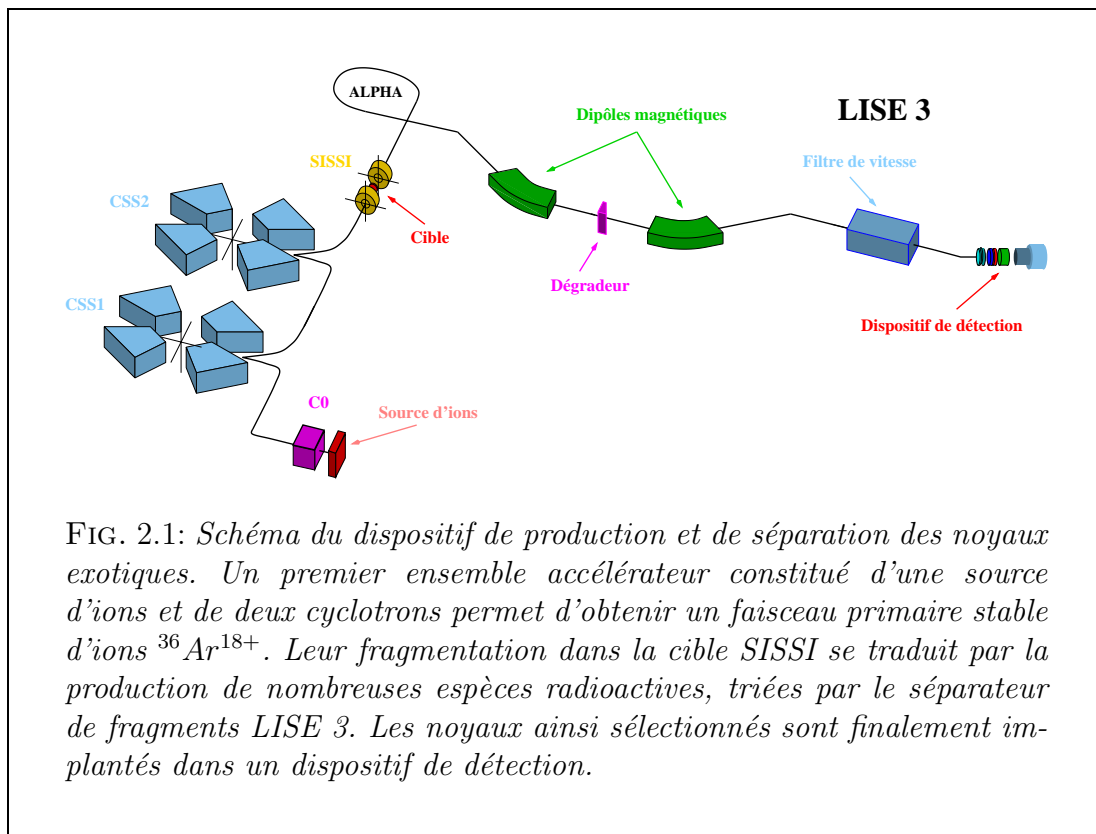 ALPHA
LISE 3
Dipôles magnétiques
Filtre de vitesse
SISSI
CSS2
Cible
Dégradeur
CSS1
Dispositif de détection
C0
Source d'ions
FIG. 2.1: Schéma du dispositif de production et de séparation des noyaux
exotiques. Un premier ensemble accélérateur constitué d'une source
d'ions et de deux cyclotrons permet d'obtenir un faisceau primaire stable
d'ions ³⁶Ar¹⁸⁺. Leur fragmentation dans la cible SISSI se traduit par la
production de nombreuses espèces radioactives, triées par le séparateur
de fragments LISE 3. Les noyaux ainsi sélectionnés sont finalement im-
plantés dans un dispositif de détection.